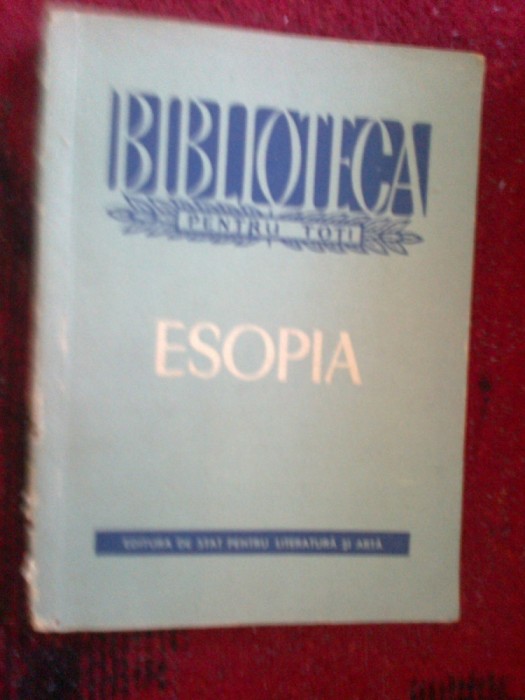 BIBLIOTECA
PENTRU TOȚI
ESOPIA
EDITURA DE STAT PENTRU LITERATURĂ ȘI ARTĂ